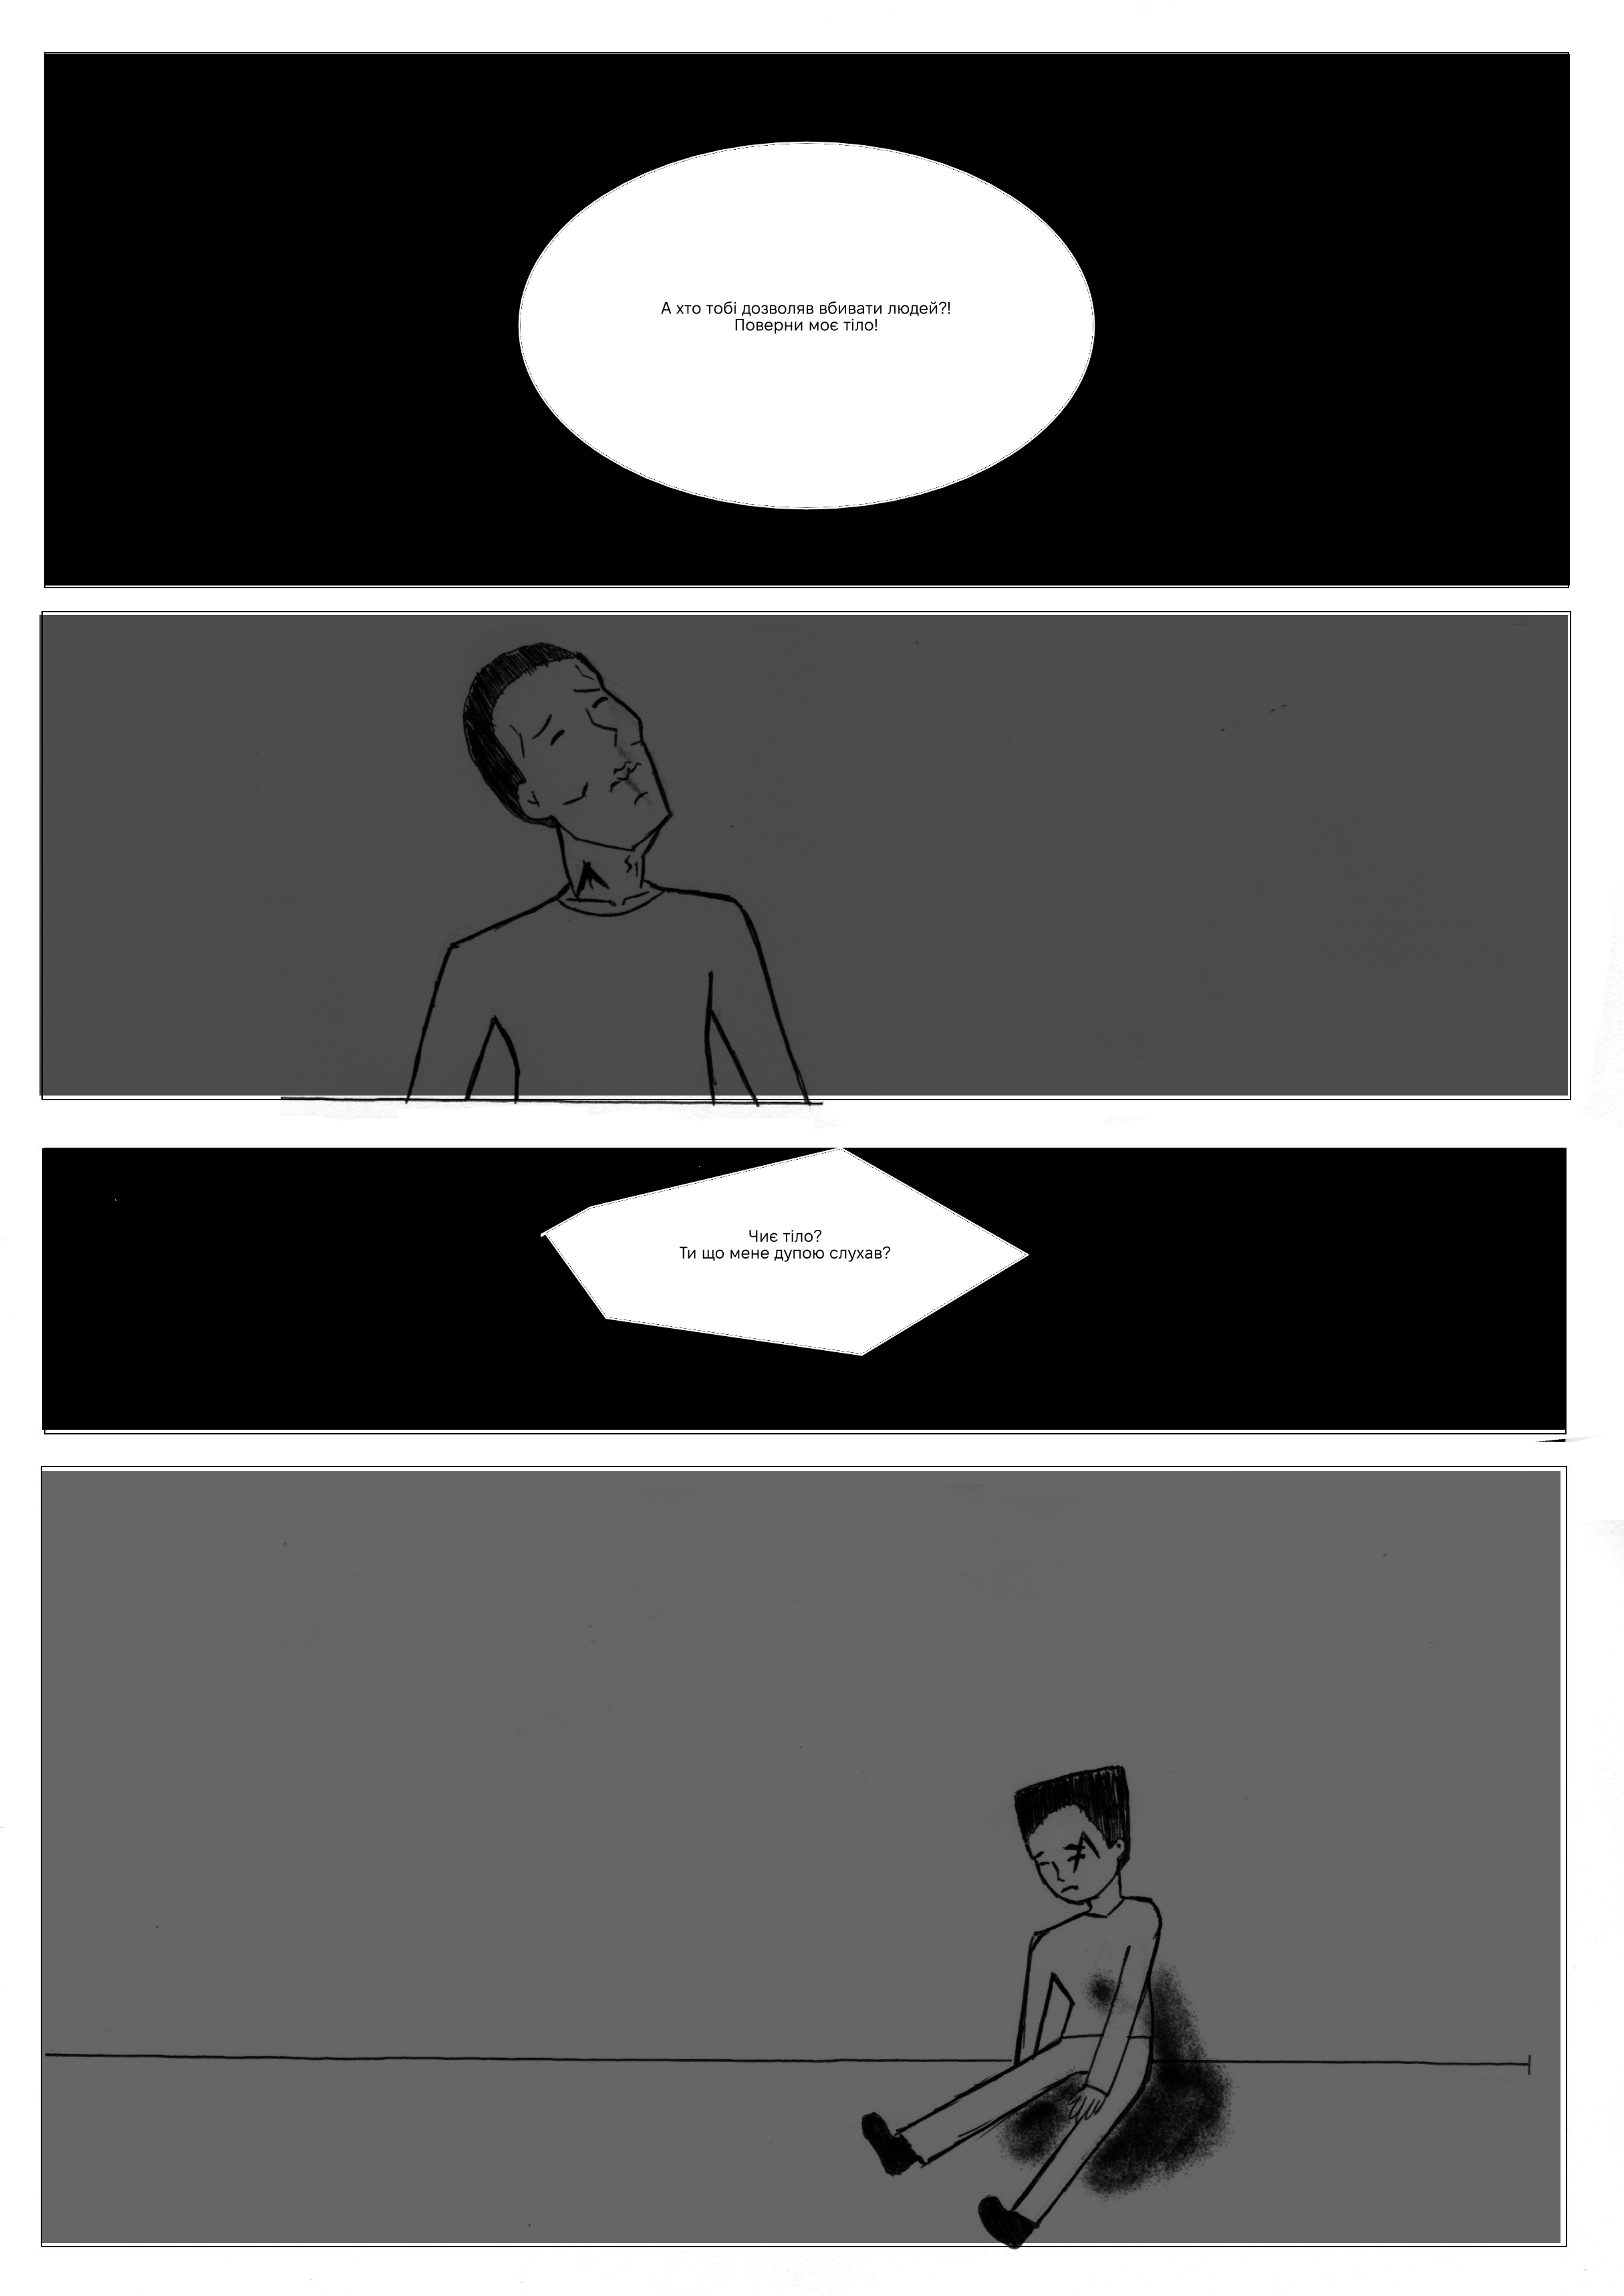 А хто тобі дозволяв вбивати людей?!
Поверни моє тіло!
Чиє тіло?
Ти що мене дупою слухав?